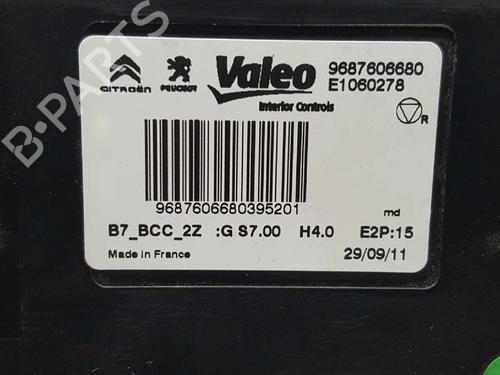 CITROËN PEUGEOT Valeo 9687606680
E1060278
Interior Controls
R
9687606680395201
md
B7_BCC_2Z :G S7.00 H4.0 E2P:15
Made in France 29/09/11
B-PARTS